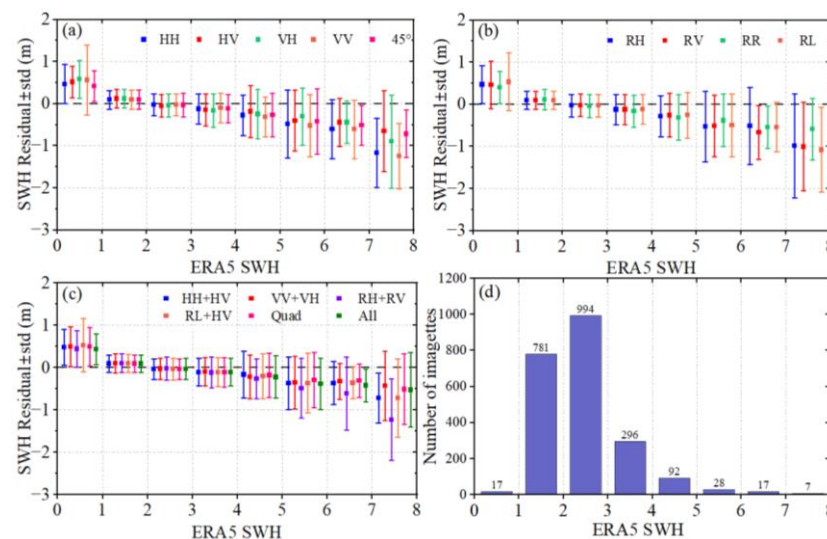 (a)
HH HV VH VV 45°
SWH Residual±std (m)
2
1
0
−1
−2
−3
0 1 2 3 4 5 6 7 8
ERA5 SWH
(b)
RH RV RR RL
SWH Residual±std (m)
2
1
0
−1
−2
−3
0 1 2 3 4 5 6 7 8
ERA5 SWH
(c)
HH+HV VV+VH RH+RV
RL+HV Quad All
SWH Residual±std (m)
2
1
0
−1
−2
−3
0 1 2 3 4 5 6 7 8
ERA5 SWH
(d)
Number of imagettes
1200
1000
800
600
400
200
0
17 781 994 296 92 28 17 7
0 1 2 3 4 5 6 7 8
ERA5 SWH